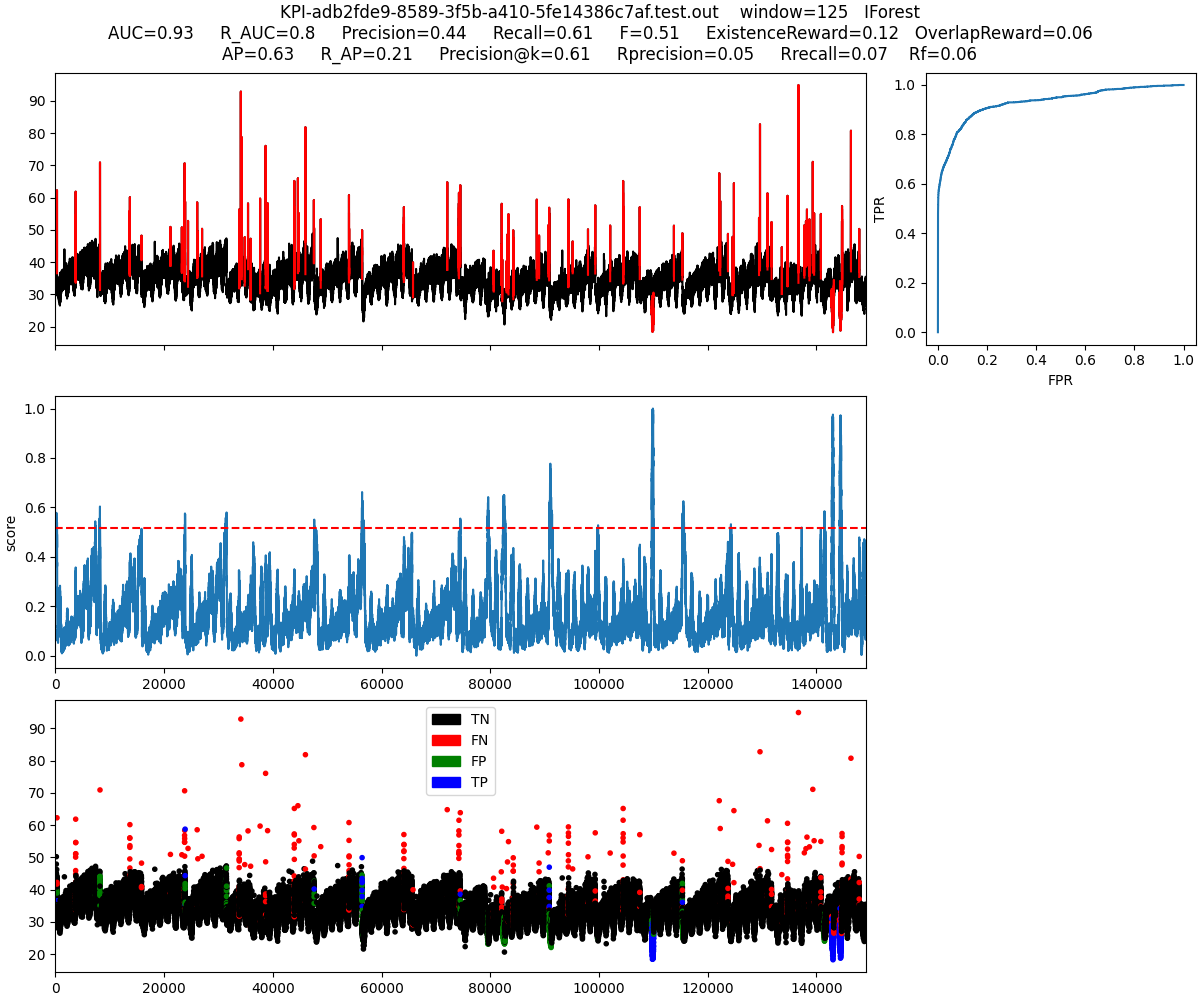 KPI-adb2fde9-8589-3f5b-a410-5fe14386c7af.test.out window=125 IForest
AUC=0.93 R_AUC=0.8 Precision=0.44 Recall=0.61 F=0.51 ExistenceReward=0.12 OverlapReward=0.06
AP=0.63 R_AP=0.21 Precision@k=0.61 Rprecision=0.05 Rrecall=0.07 Rf=0.06
90
80
70
60
50
40
30
20
1.0
0.8
0.6
0.4
0.2
0.0
TPR
0.0 0.2 0.4 0.6 0.8 1.0
FPR
1.0
0.8
0.6
0.4
0.2
0.0
score
0 20000 40000 60000 80000 100000 120000 140000
TN
FN
FP
TP
90
80
70
60
50
40
30
20
0 20000 40000 60000 80000 100000 120000 140000